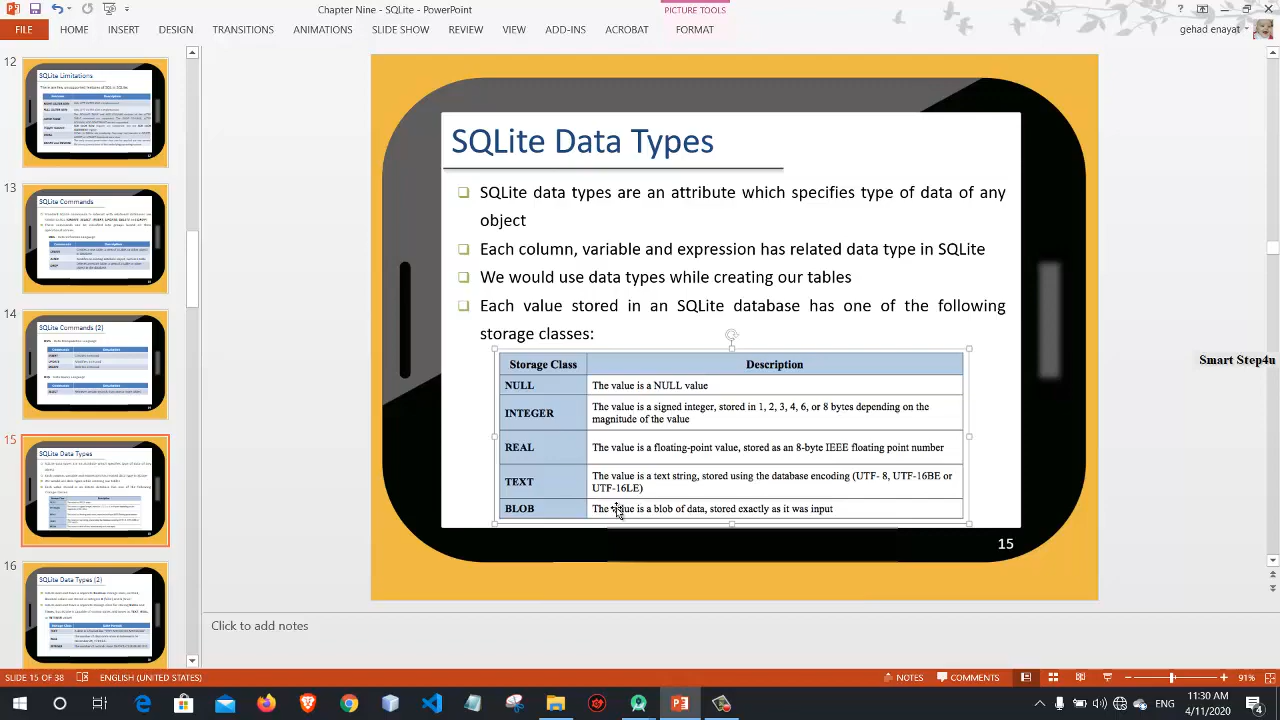 Chapter Nine - SQLite - PowerPoint
PICTURE TOOLS
FILE
HOME
INSERT
DESIGN
TRANSITIONS
ANIMATIONS
SLIDE SHOW
REVIEW
VIEW
ADD-INS
ACROBAT
FORMAT
gehad enayat
12
SQLite Limitations
13
SQLite Commands
14
SQLite Commands (2)
15
SQLite Data Types
16
SQLite Data Types (2)
SQLite Data Types
SQLite data types are an attribute which specifies type of data of any
object
Each column, variable and expression has related data type in SQLite
We would use data types while creating our tables
Each value stored in an SQLite database has one of the following
storage classes:
Storage Class Description
NULL The value is a NULL value
INTEGER The value is a signed integer, stored in 1, 2, 3, 4, 6, or 8 bytes depending on the
magnitude of the value
REAL The value is a floating-point value, stored as an 8-byte IEEE floating point number
TEXT The value is a text string, stored using the database encoding (UTF- 8, UTF-16BE or
UTF-16LE)
BLOB The value is a blob of data, stored exactly as it was input
15
Smart Step4u
Click to add notes
SLIDE 15 OF 38
ENGLISH (UNITED STATES)
NOTES
COMMENTS
91%
ENG
11:30 AM
4/11/2020